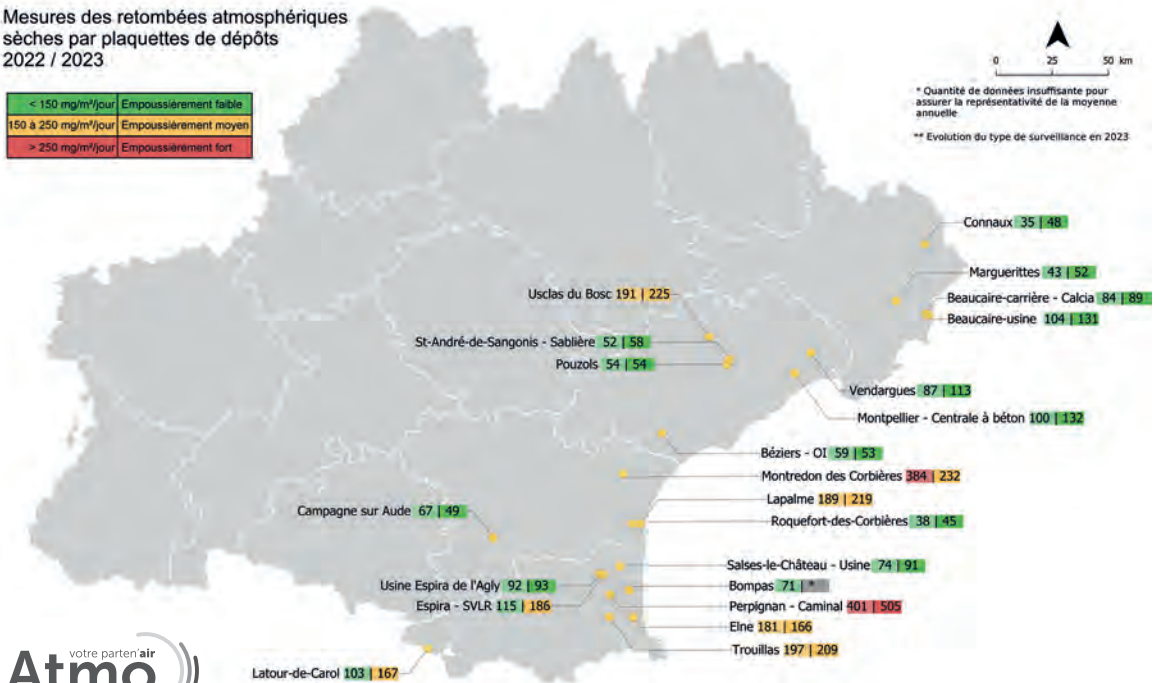 Mesures des retombées atmosphériques
sèches par plaquettes de dépôts
2022 / 2023
< 150 mg/m²/jour Empoussièrement faible
150 à 250 mg/m²/jour Empoussièrement moyen
> 250 mg/m²/jour Empoussièrement fort
0 25 50 km
* Quantité de données insuffisante pour
assurer la représentativité de la moyenne
annuelle
** Evolution du type de surveillance en 2023
Connaux 35 | 48
Marguerittes 43 | 52
Usclas du Bosc 191 | 225
Beaucaire-carrière - Calcia 84 | 89
Beaucaire-usine 104 | 131
St-André-de-Sangonis - Sablière 52 | 58
Pouzols 54 | 54
Vendargues 87 | 113
Montpellier - Centrale à béton 100 | 132
Béziers - OI 59 | 53
Montredon des Corbières 384 | 232
Lapalme 189 | 219
Campagne sur Aude 67 | 49
Roquefort-des-Corbières 38 | 45
Salses-le-Château - Usine 74 | 91
Usine Espira de l'Agly 92 | 93
Bompas 71 | *
Espira - SVLR 115 | 186
Perpignan - Caminal 401 | 505
Elne 181 | 166
Trouillas 197 | 209
Latour-de-Carol 103 | 167
votre parten'air
Atmo